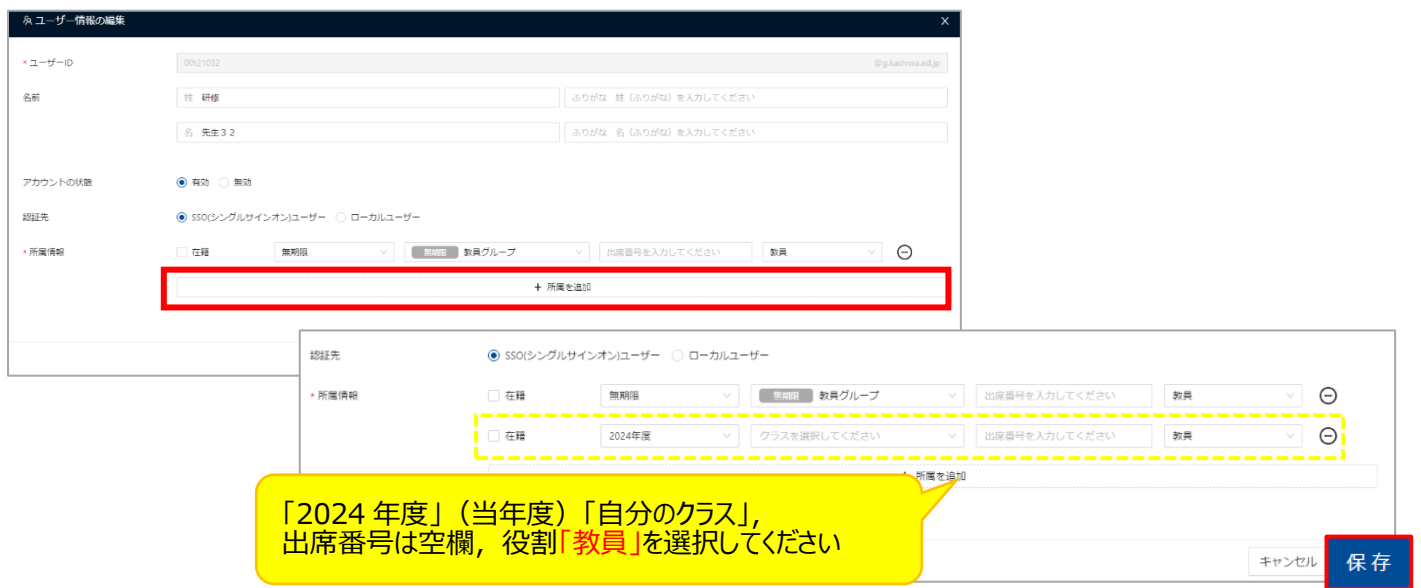 ユーザー情報の編集 X
* ユーザーID 00t21032 @g.kashiwa.ed.jp
名前 姓 研修 ふりがな 姓（ふりがな）を入力してください
名 先生３２ ふりがな 名（ふりがな）を入力してください
アカウントの状態 有効 無効
認証先 SSO(シングルサインオン)ユーザー ローカルユーザー
* 所属情報 在籍 無期限 無期限 教員グループ 出席番号を入力してください 教員
+ 所属を追加
認証先 SSO(シングルサインオン)ユーザー ローカルユーザー
* 所属情報 在籍 無期限 無期限 教員グループ 出席番号を入力してください 教員
在籍 2024年度 クラスを選択してください 出席番号を入力してください 教員
所属を追加
「2024 年度」（当年度）「自分のクラス」,
出席番号は空欄，役割「教員」を選択してください
キャンセル 保存